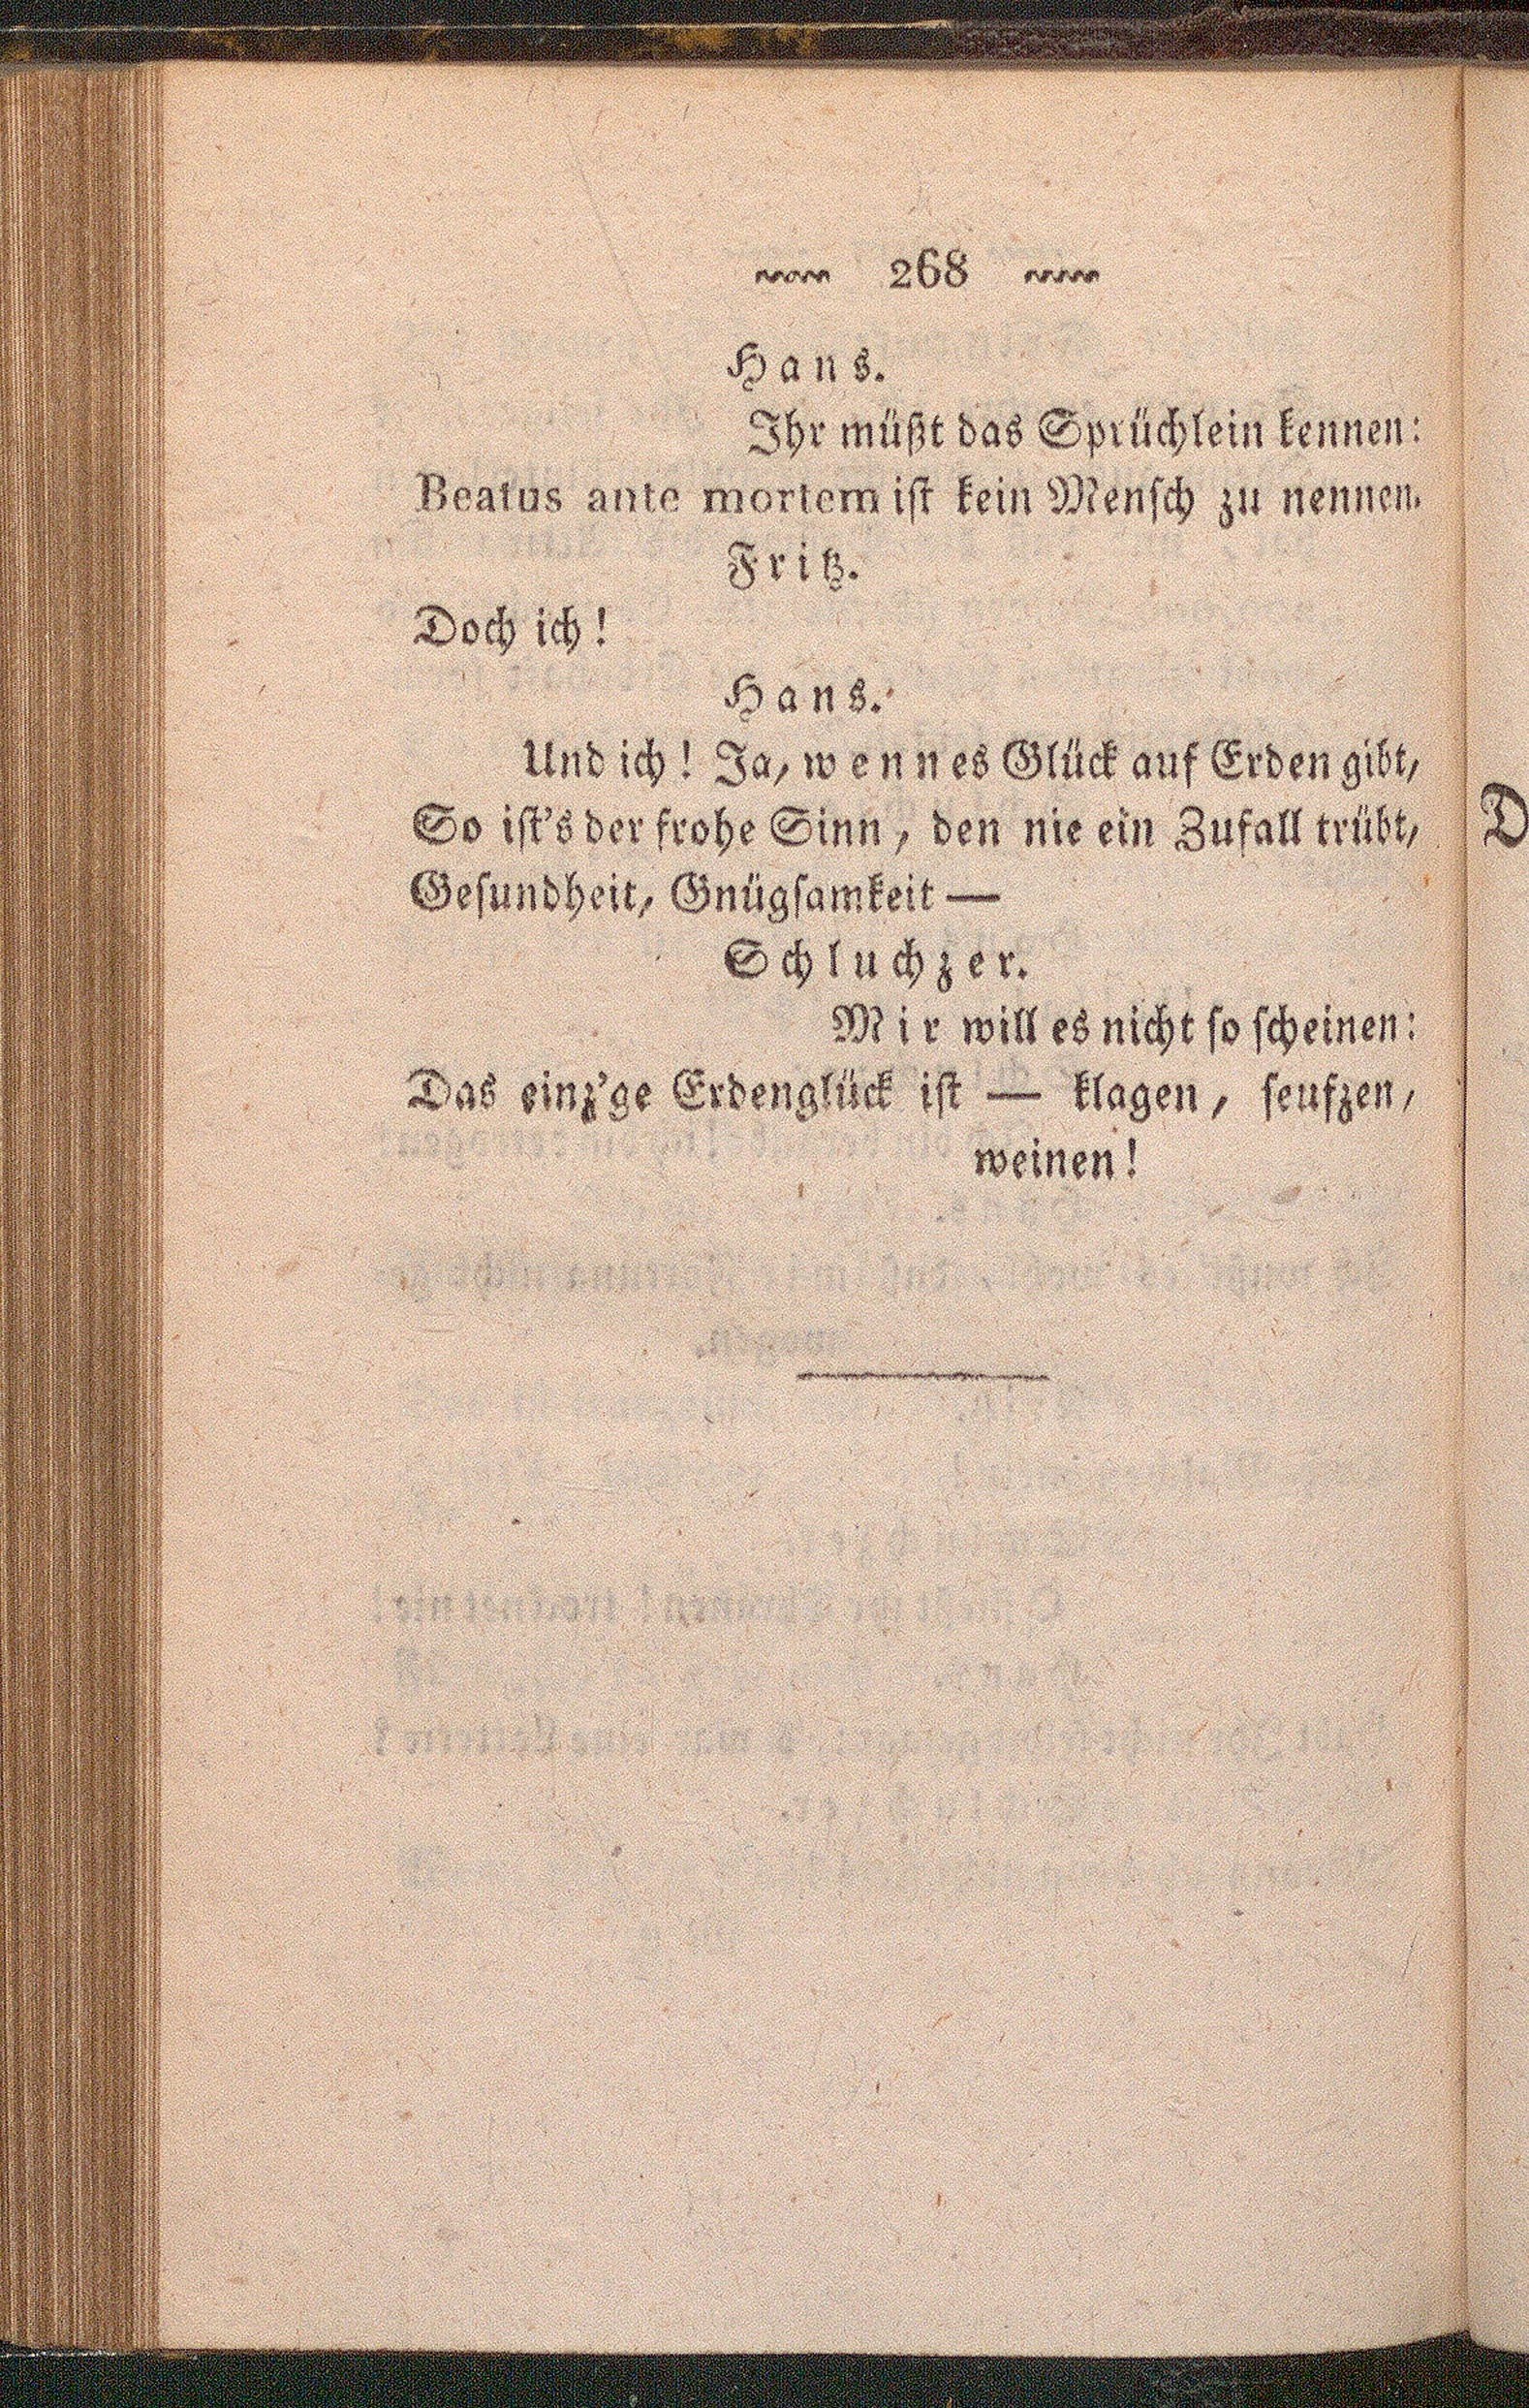 268
Hans.
Ihr müßt das Sprüchlein kennen:
Beatus ante mortem ist kein Mensch zu nennen.
Fritz.
Doch ich!
Hans.
Und ich! Ja, wenn es Glück auf Erden gibt,
So ist's der frohe Sinn, den nie ein Zufall trübt,
Gesundheit, Gnügsamkeit —
Schluchzer.
Mir will es nicht so scheinen:
Das einz'ge Erdenglück ist — klagen, seufzen,
weinen!
D